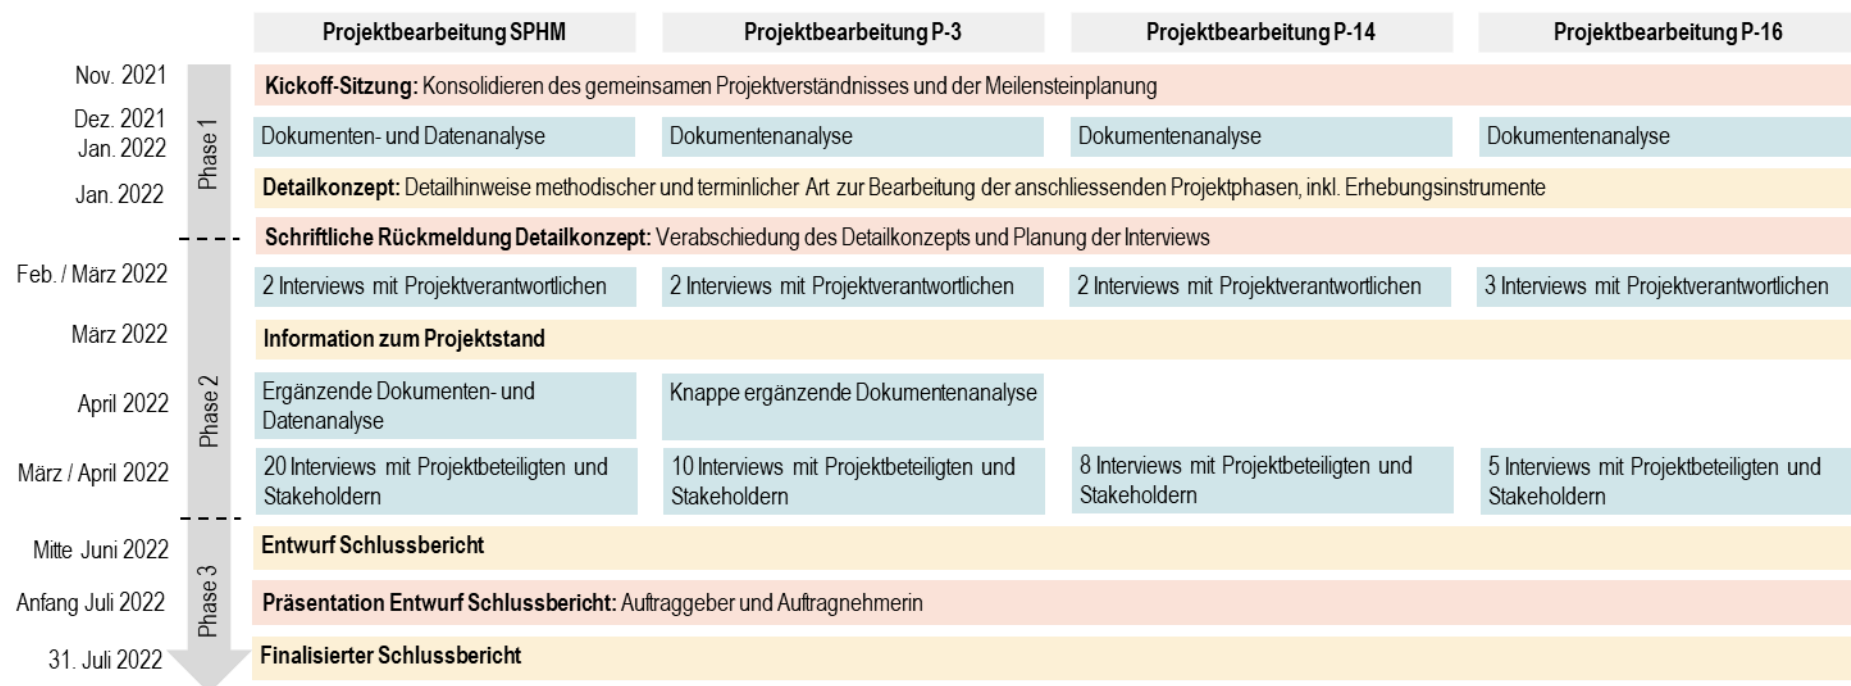 Projektbearbeitung SPHM
Projektbearbeitung P-3
Projektbearbeitung P-14
Projektbearbeitung P-16
Phase 1
Nov. 2021
Kickoff-Sitzung: Konsolidieren des gemeinsamen Projektverständnisses und der Meilensteinplanung
Dez. 2021
Jan. 2022
Dokumenten- und Datenanalyse
Dokumentenanalyse
Dokumentenanalyse
Dokumentenanalyse
Jan. 2022
Detailkonzept: Detailhinweise methodischer und terminlicher Art zur Bearbeitung der anschliessenden Projektphasen, inkl. Erhebungsinstrumente
Schriftliche Rückmeldung Detailkonzept: Verabschiedung des Detailkonzepts und Planung der Interviews
Phase 2
Feb. / März 2022
2 Interviews mit Projektverantwortlichen
2 Interviews mit Projektverantwortlichen
2 Interviews mit Projektverantwortlichen
3 Interviews mit Projektverantwortlichen
März 2022
Information zum Projektstand
April 2022
Ergänzende Dokumenten- und
Datenanalyse
Knappe ergänzende Dokumentenanalyse
März / April 2022
20 Interviews mit Projektbeteiligten und
Stakeholdern
10 Interviews mit Projektbeteiligten und
Stakeholdern
8 Interviews mit Projektbeteiligten und
Stakeholdern
5 Interviews mit Projektbeteiligten und
Stakeholdern
Phase 3
Mitte Juni 2022
Entwurf Schlussbericht
Anfang Juli 2022
Präsentation Entwurf Schlussbericht: Auftraggeber und Auftragnehmerin
31. Juli 2022
Finalisierter Schlussbericht